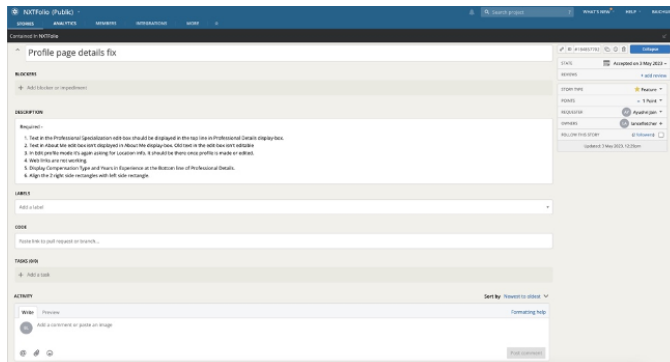 NXTFolio (Public)
Search project
WHAT'S NEW
HELP
STORIES
ANALYTICS
MEMBERS
INTEGRATIONS
MORE
Contained in NXTFolio
Profile page details fix
Collapse
STATE
Accepted on 3 May 2023
REVIEWS
+ Add review
STORY TYPE
Feature
POINTS
1 Point
REQUESTER
OWNERS
FOLLOW THIS STORY
Updated: 3 May 2023, 12:20am
BLOCKERS
+ Add blocker or impediment
DESCRIPTION
Required -
1. Text in the Professional Specialization edit-box should be displayed in the top line in Professional Details display-box.
2. Text in About Me edit-box isn't displayed in About Me display-box. Old text in the edit box isn't editable
3. In Edit profile mode it's again asking for Location info. It should be there once profile is made or edited.
4. Web links are not working.
5. Display Compensation Type and Years in Experience at the Bottom line of Professional Details.
6. Align the 2 right side rectangles with left side rectangle.
LABELS
Add a label
CODE
Paste link to pull request or branch...
TASKS (0/0)
+ Add a task
ACTIVITY
Sort by Newest to oldest
Write
Preview
Formatting help
Add a comment or paste an image
Post comment